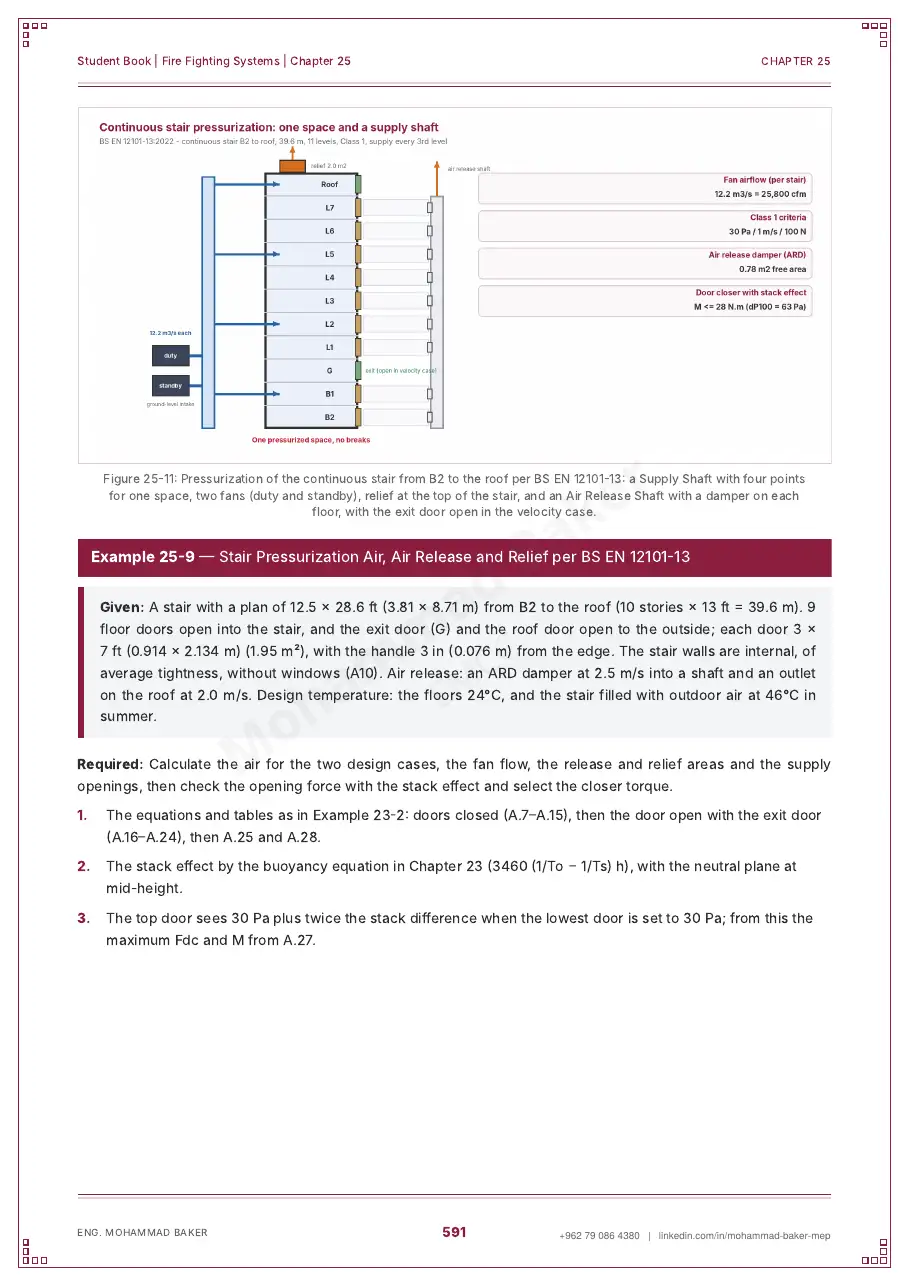 Student Book | Fire Fighting Systems | Chapter 25
CHAPTER 25
Continuous stair pressurization: one space and a supply shaft
BS EN 12101-13:2022 - continuous stair B2 to roof, 39.6 m, 11 levels, Class 1, supply every 3rd level
relief 2.0 m2
air release shaft
Roof
L7
L6
L5
L4
L3
L2
L1
G
B1
B2
12.2 m3/s each
duty
standby
ground-level intake
exit (open in velocity case)
One pressurized space, no breaks
Fan airflow (per stair)
12.2 m3/s = 25,800 cfm
Class 1 criteria
30 Pa / 1 m/s / 100 N
Air release damper (ARD)
0.78 m2 free area
Door closer with stack effect
M <= 28 N.m (dP100 = 63 Pa)
Figure 25-11: Pressurization of the continuous stair from B2 to the roof per BS EN 12101-13: a Supply Shaft with four points
for one space, two fans (duty and standby), relief at the top of the stair, and an Air Release Shaft with a damper on each
floor, with the exit door open in the velocity case.
Example 25-9 — Stair Pressurization Air, Air Release and Relief per BS EN 12101-13
Given: A stair with a plan of 12.5 × 28.6 ft (3.81 × 8.71 m) from B2 to the roof (10 stories × 13 ft = 39.6 m). 9
floor doors open into the stair, and the exit door (G) and the roof door open to the outside; each door 3 ×
7 ft (0.914 × 2.134 m) (1.95 m²), with the handle 3 in (0.076 m) from the edge. The stair walls are internal, of
average tightness, without windows (A10). Air release: an ARD damper at 2.5 m/s into a shaft and an outlet
on the roof at 2.0 m/s. Design temperature: the floors 24°C, and the stair filled with outdoor air at 46°C in
summer.
Required: Calculate the air for the two design cases, the fan flow, the release and relief areas and the supply
openings, then check the opening force with the stack effect and select the closer torque.
1. The equations and tables as in Example 23-2: doors closed (A.7–A.15), then the door open with the exit door
(A.16–A.24), then A.25 and A.28.
2. The stack effect by the buoyancy equation in Chapter 23 (3460 (1/To − 1/Ts) h), with the neutral plane at
mid-height.
3. The top door sees 30 Pa plus twice the stack difference when the lowest door is set to 30 Pa; from this the
maximum Fdc and M from A.27.
Mohammad Baker
ENG. MOHAMMAD BAKER
591
+962 79 086 4380 | linkedin.com/in/mohammad-baker-mep